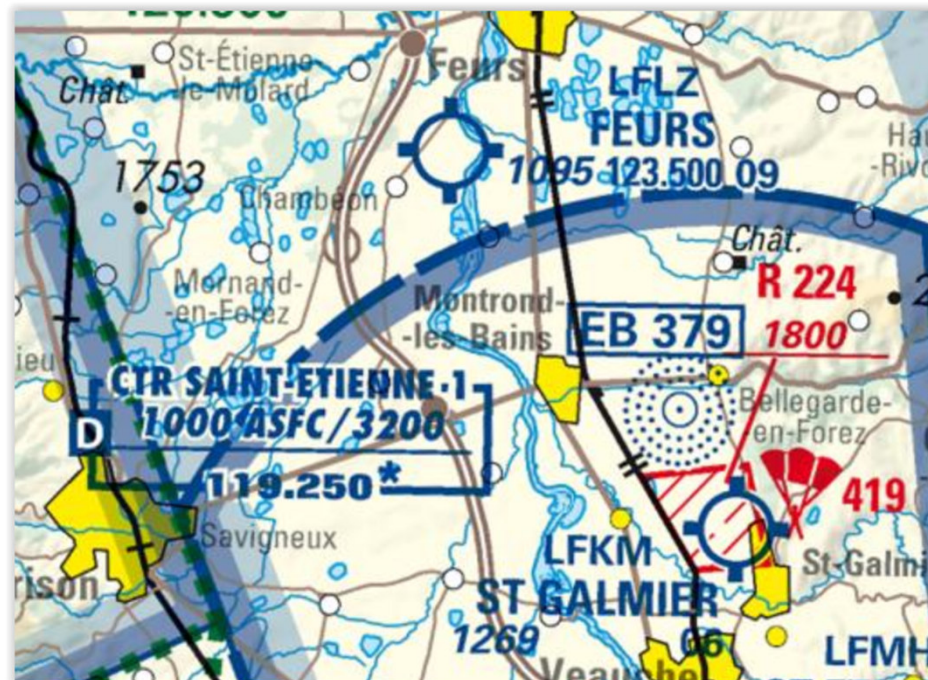 St-Étienne-
-le-Molard
Feurs
Chât.
LFLZ
FEURS
1095 123.500 09
1753
Chambéon
Chât.
R 224
1800
Mornand-
-en-Forez
Montrond-
-les-Bains
EB 379
CTR SAINT-ETIENNE·1
1000 ASFC/3200
D
119.250*
Bellegarde-
-en-Forez
419
Savigneux
LFKM
ST GALMIER
1269
06
St-Galmi
rison
Veauche
LFMH